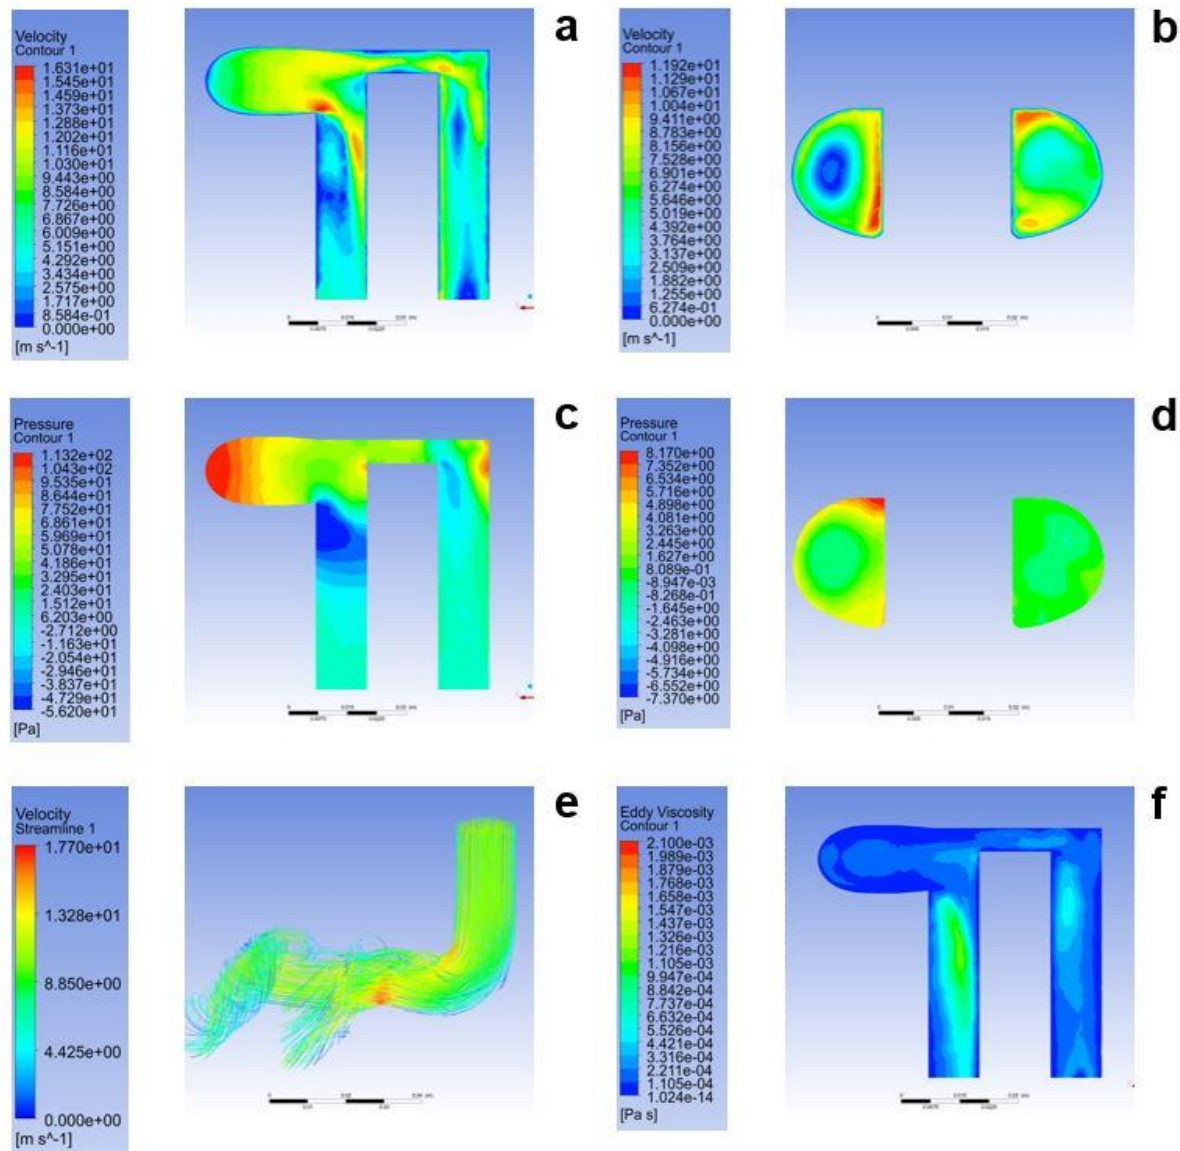 a
Velocity
Contour 1
1.631e+01
1.545e+01
1.459e+01
1.373e+01
1.288e+01
1.202e+01
1.116e+01
1.030e+01
9.443e+00
8.584e+00
7.726e+00
6.867e+00
6.009e+00
5.151e+00
4.292e+00
3.434e+00
2.575e+00
1.717e+00
8.584e-01
0.000e+00
[m s^-1]
b
Velocity
Contour 1
1.192e+01
1.129e+01
1.067e+01
1.004e+01
9.411e+00
8.783e+00
8.156e+00
7.528e+00
6.901e+00
6.274e+00
5.646e+00
5.019e+00
4.392e+00
3.764e+00
3.137e+00
2.509e+00
1.882e+00
1.255e+00
6.274e-01
0.000e+00
[m s^-1]
c
Pressure
Contour 1
1.132e+02
1.043e+02
9.535e+01
8.644e+01
7.752e+01
6.861e+01
5.969e+01
5.078e+01
4.186e+01
3.295e+01
2.403e+01
1.512e+01
6.203e+00
-2.712e+00
-1.163e+01
-2.054e+01
-2.946e+01
-3.837e+01
-4.729e+01
-5.620e+01
[Pa]
d
Pressure
Contour 1
8.170e+00
7.352e+00
6.534e+00
5.716e+00
4.898e+00
4.081e+00
3.263e+00
2.445e+00
1.627e+00
8.089e-01
-8.947e-03
-8.268e-01
-1.645e+00
-2.463e+00
-3.281e+00
-4.098e+00
-4.916e+00
-5.734e+00
-6.552e+00
-7.370e+00
[Pa]
e
Velocity
Streamline 1
1.770e+01
1.328e+01
8.850e+00
4.425e+00
0.000e+00
[m s^-1]
f
Eddy Viscosity
Contour 1
2.100e-03
1.989e-03
1.879e-03
1.768e-03
1.658e-03
1.547e-03
1.437e-03
1.326e-03
1.216e-03
1.105e-03
9.947e-04
8.842e-04
7.737e-04
6.632e-04
5.526e-04
4.421e-04
3.316e-04
2.211e-04
1.105e-04
1.024e-14
[Pa s]